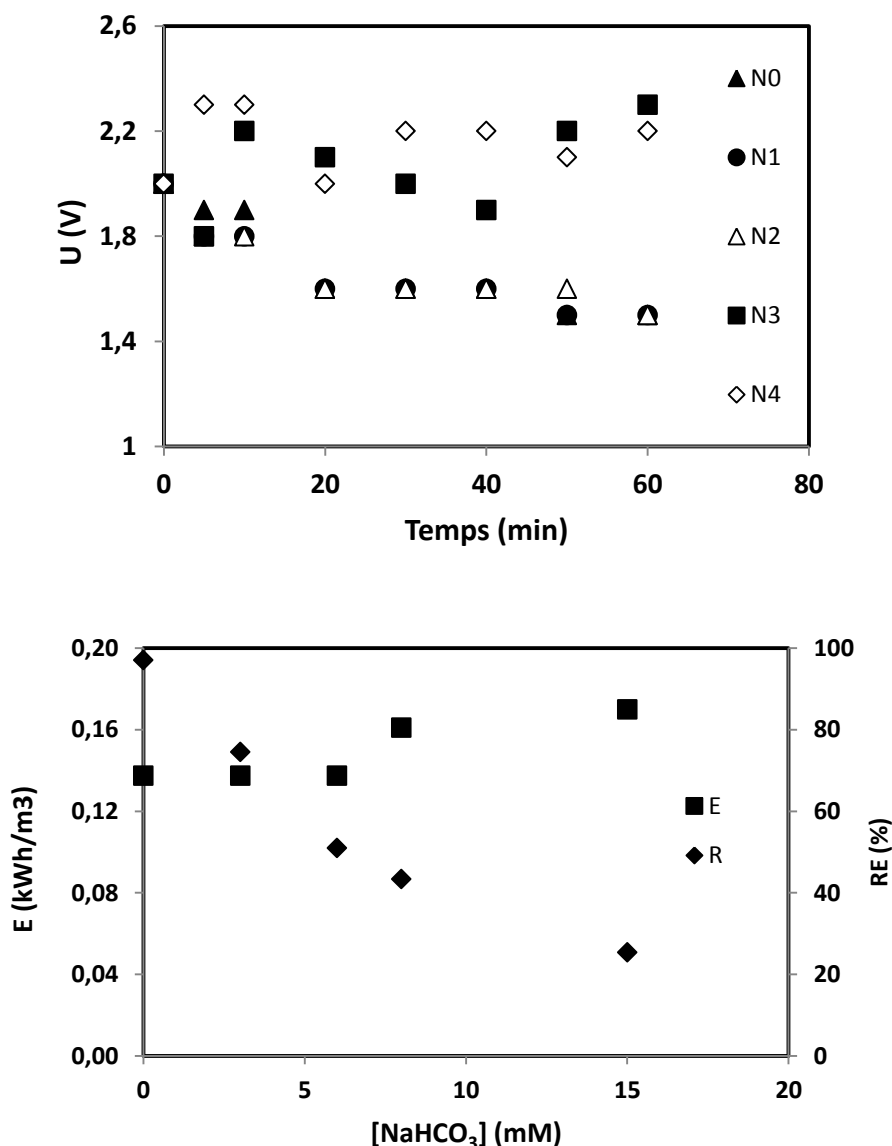 2,6
2,2
1,8
1,4
1
U (V)
0
20
40
60
80
Temps (min)
N0
N1
N2
N3
N4
0,20
0,16
0,12
0,08
0,04
0,00
E (kWh/m3)
100
80
60
40
20
0
RE (%)
E
R
0
5
10
15
20
[NaHCO₃] (mM)